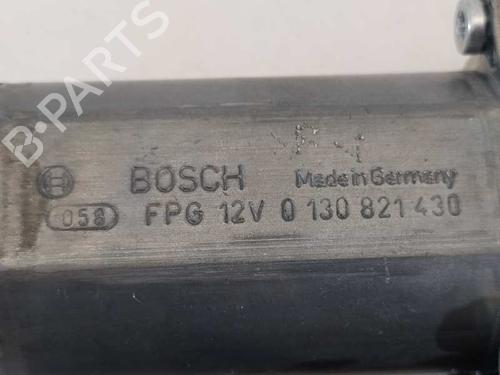 B-PARTS
BOSCH Made in Germany
058 FPG 12V 0 130 821 430